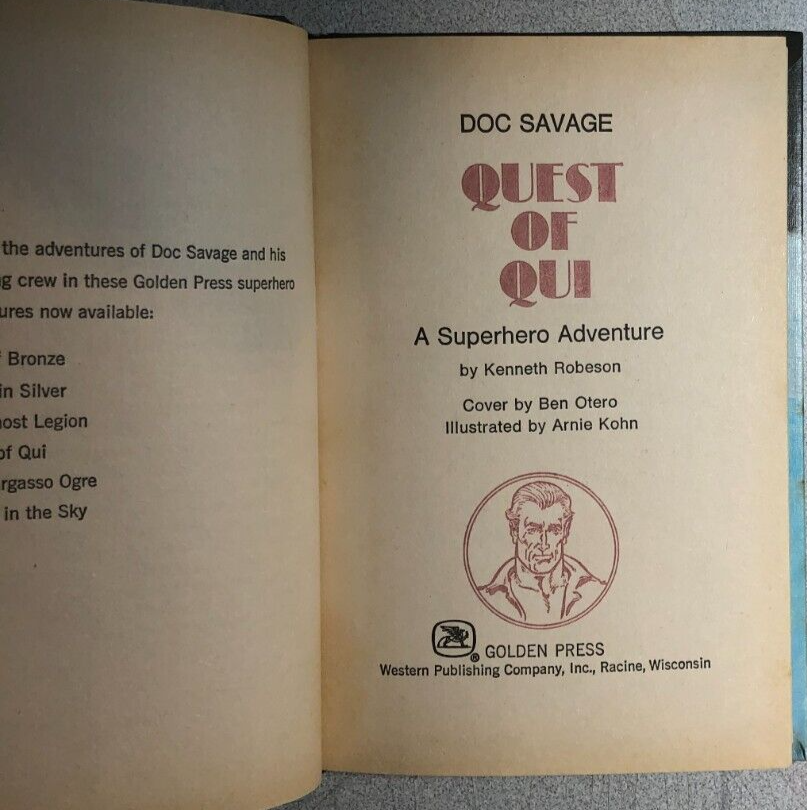 the adventures of Doc Savage and his
g crew in these Golden Press superhero
ures now available:
Bronze
in Silver
ost Legion
of Qui
rgasso Ogre
in the Sky
DOC SAVAGE
QUEST
OF
QUI
A Superhero Adventure
by Kenneth Robeson
Cover by Ben Otero
Illustrated by Arnie Kohn
® GOLDEN PRESS
Western Publishing Company, Inc., Racine, Wisconsin